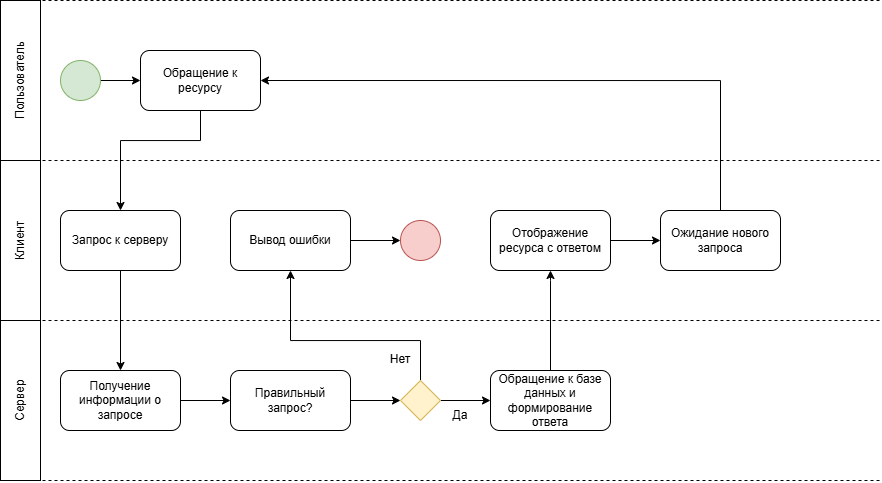 Пользователь
Обращение к
ресурсу
Клиент
Запрос к серверу
Вывод ошибки
Отображение
ресурса с ответом
Ожидание нового
запроса
Сервер
Получение
информации о
запросе
Правильный
запрос?
Нет
Да
Обращение к базе
данных и
формирование
ответа